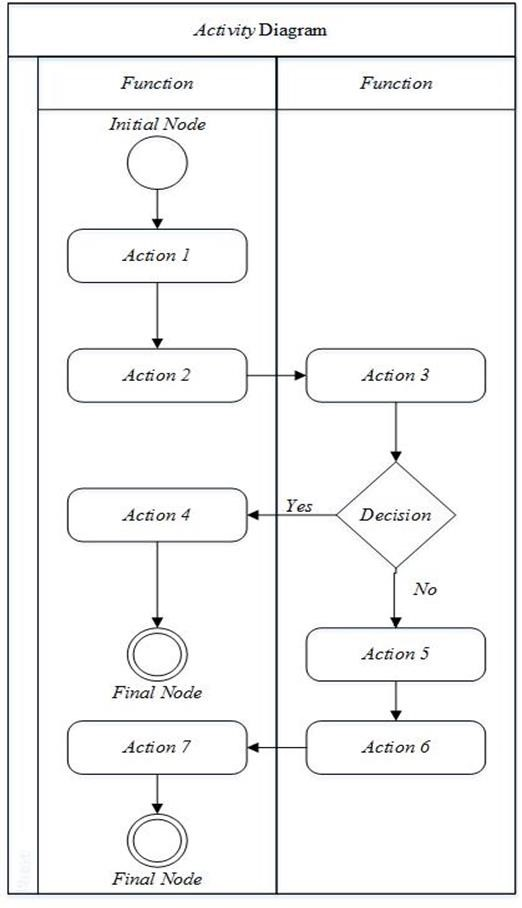 Activity Diagram
Function
Function
Initial Node
Action 1
Action 2
Action 3
Action 4
Yes
Decision
No
Action 5
Final Node
Action 7
Action 6
Final Node